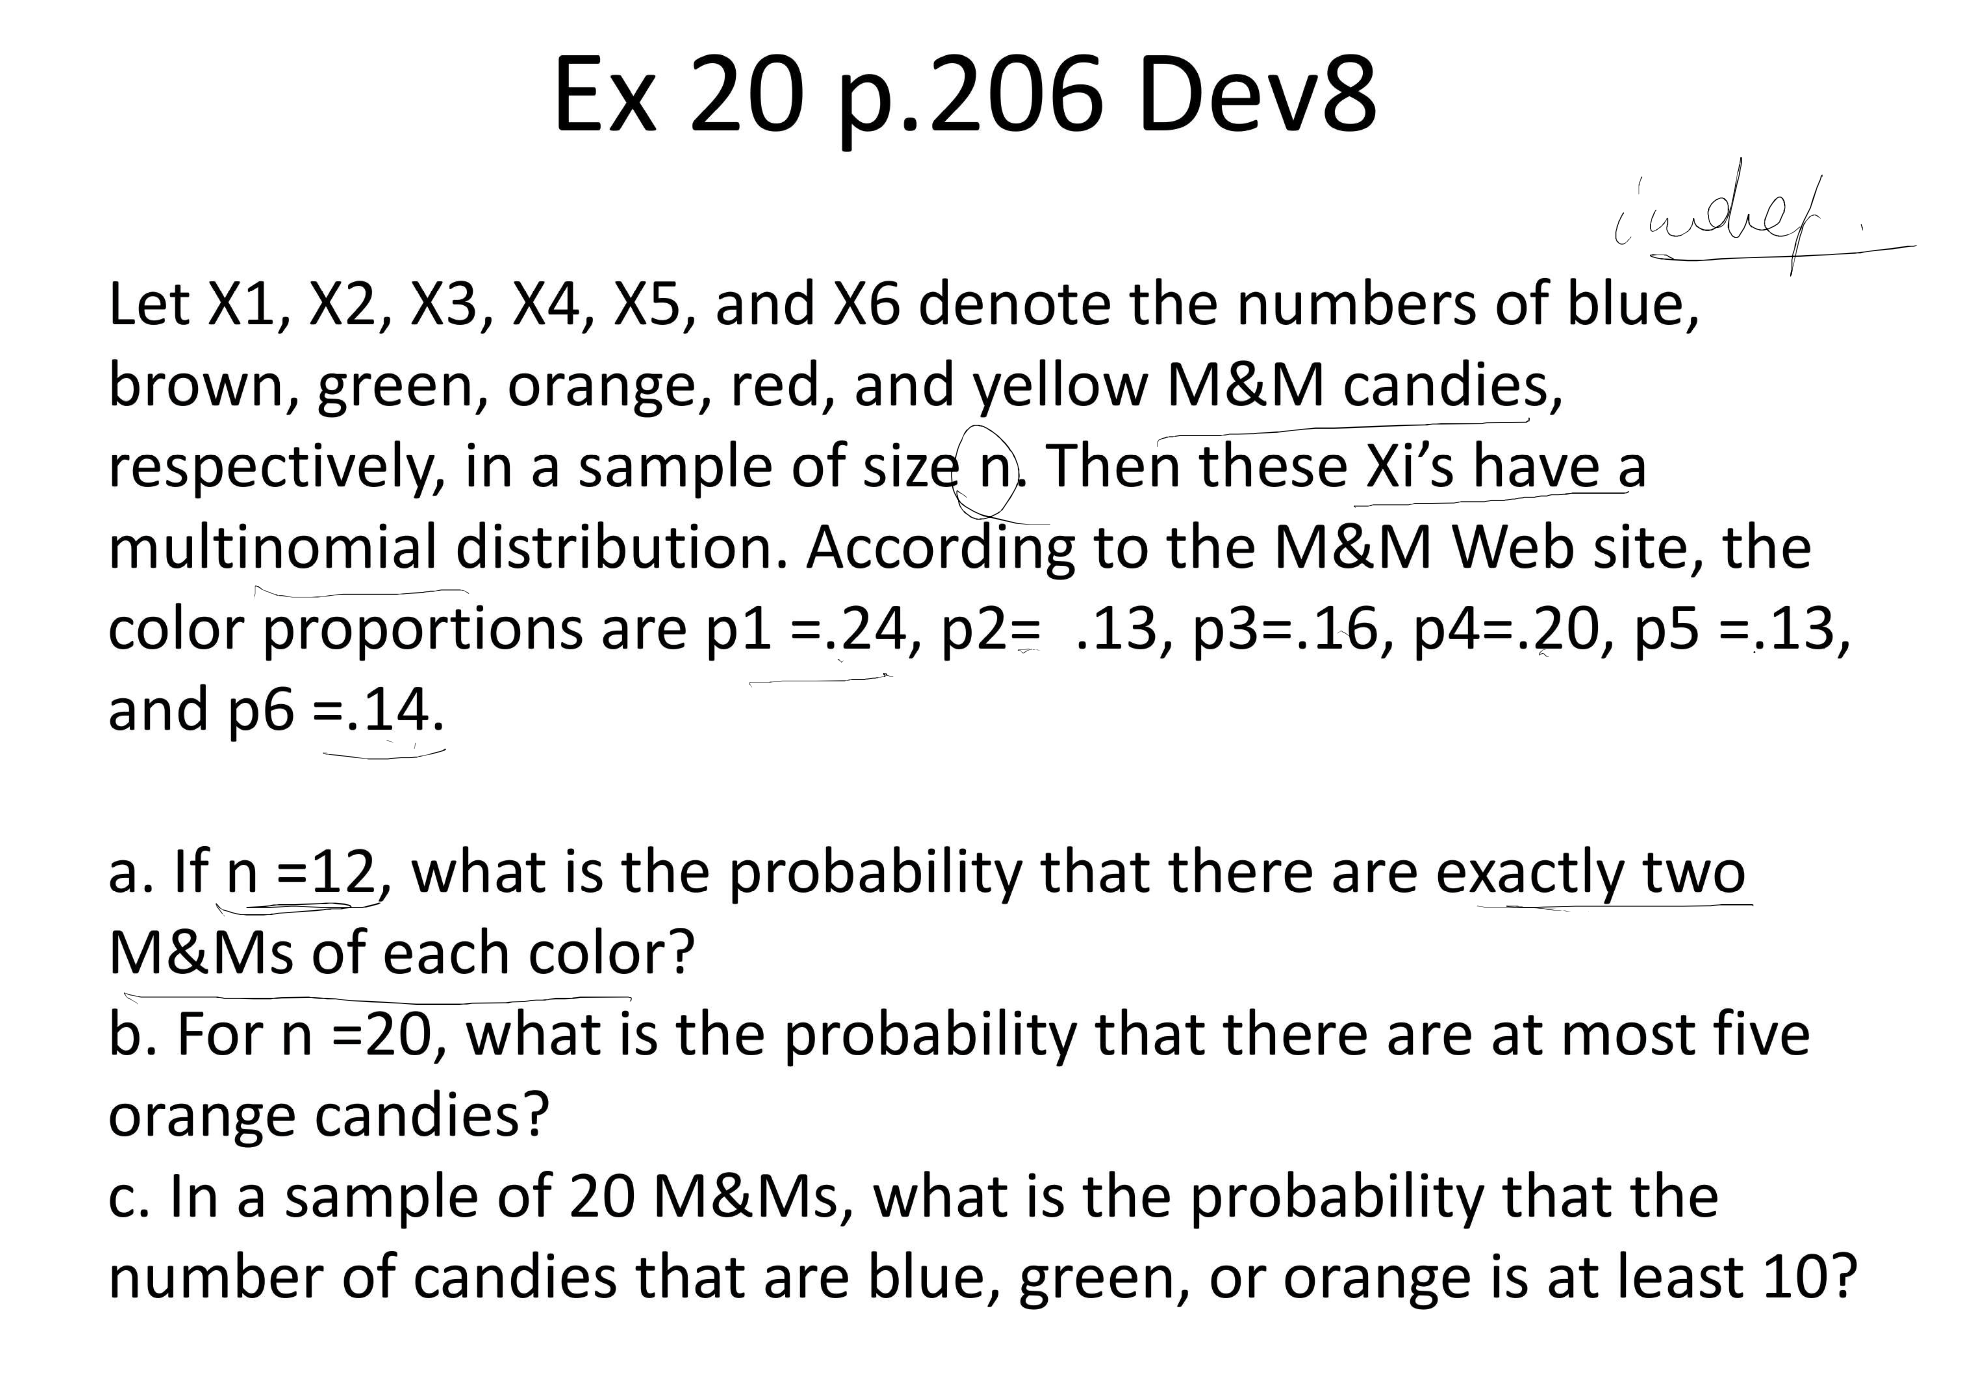 Ex 20 p.206 Dev8
indep.
Let X1, X2, X3, X4, X5, and X6 denote the numbers of blue,
brown, green, orange, red, and yellow M&M candies,
respectively, in a sample of size n. Then these Xi’s have a
multinomial distribution. According to the M&M Web site, the
color proportions are p1 =.24, p2= .13, p3=.16, p4=.20, p5 =.13,
and p6 =.14.
a. If n =12, what is the probability that there are exactly two
M&Ms of each color?
b. For n =20, what is the probability that there are at most five
orange candies?
c. In a sample of 20 M&Ms, what is the probability that the
number of candies that are blue, green, or orange is at least 10?